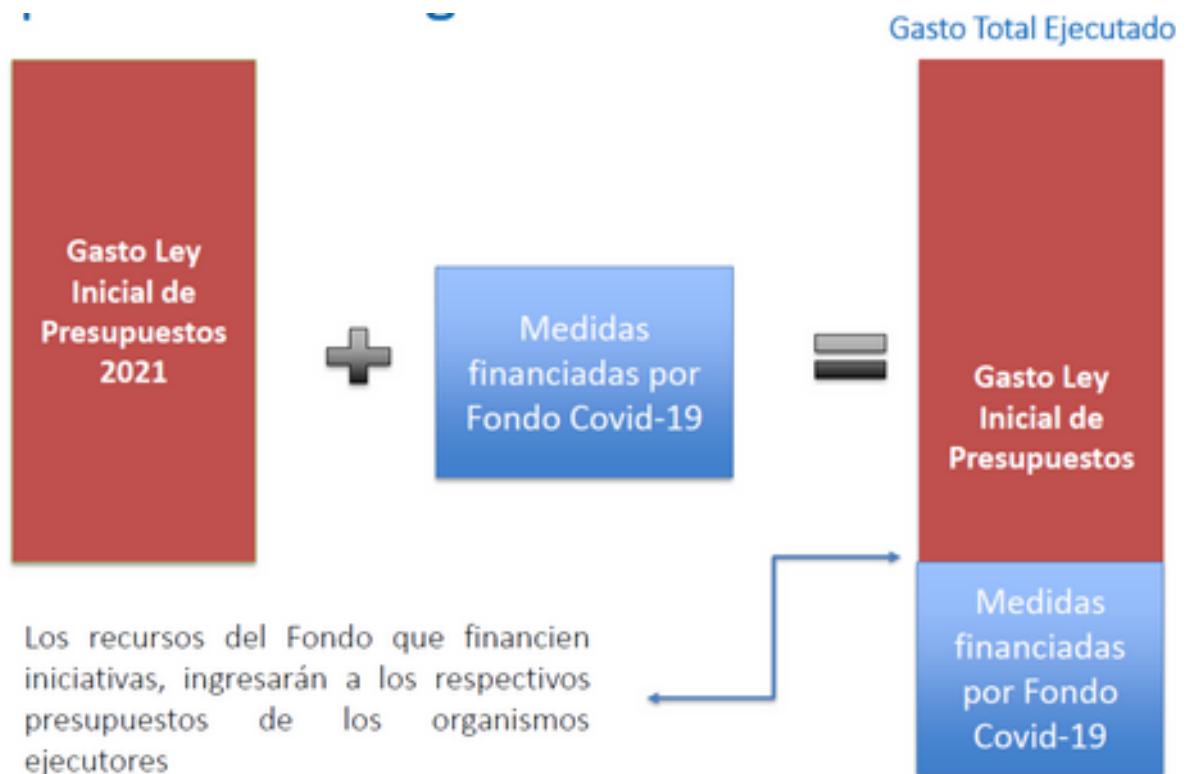 Gasto Total Ejecutado
Gasto Ley
Inicial de
Presupuestos
2021
Medidas
financiadas por
Fondo Covid-19
Gasto Ley
Inicial de
Presupuestos
Medidas
financiadas
por Fondo
Covid-19
Los recursos del Fondo que financien
iniciativas, ingresarán a los respectivos
presupuestos de los organismos
ejecutores